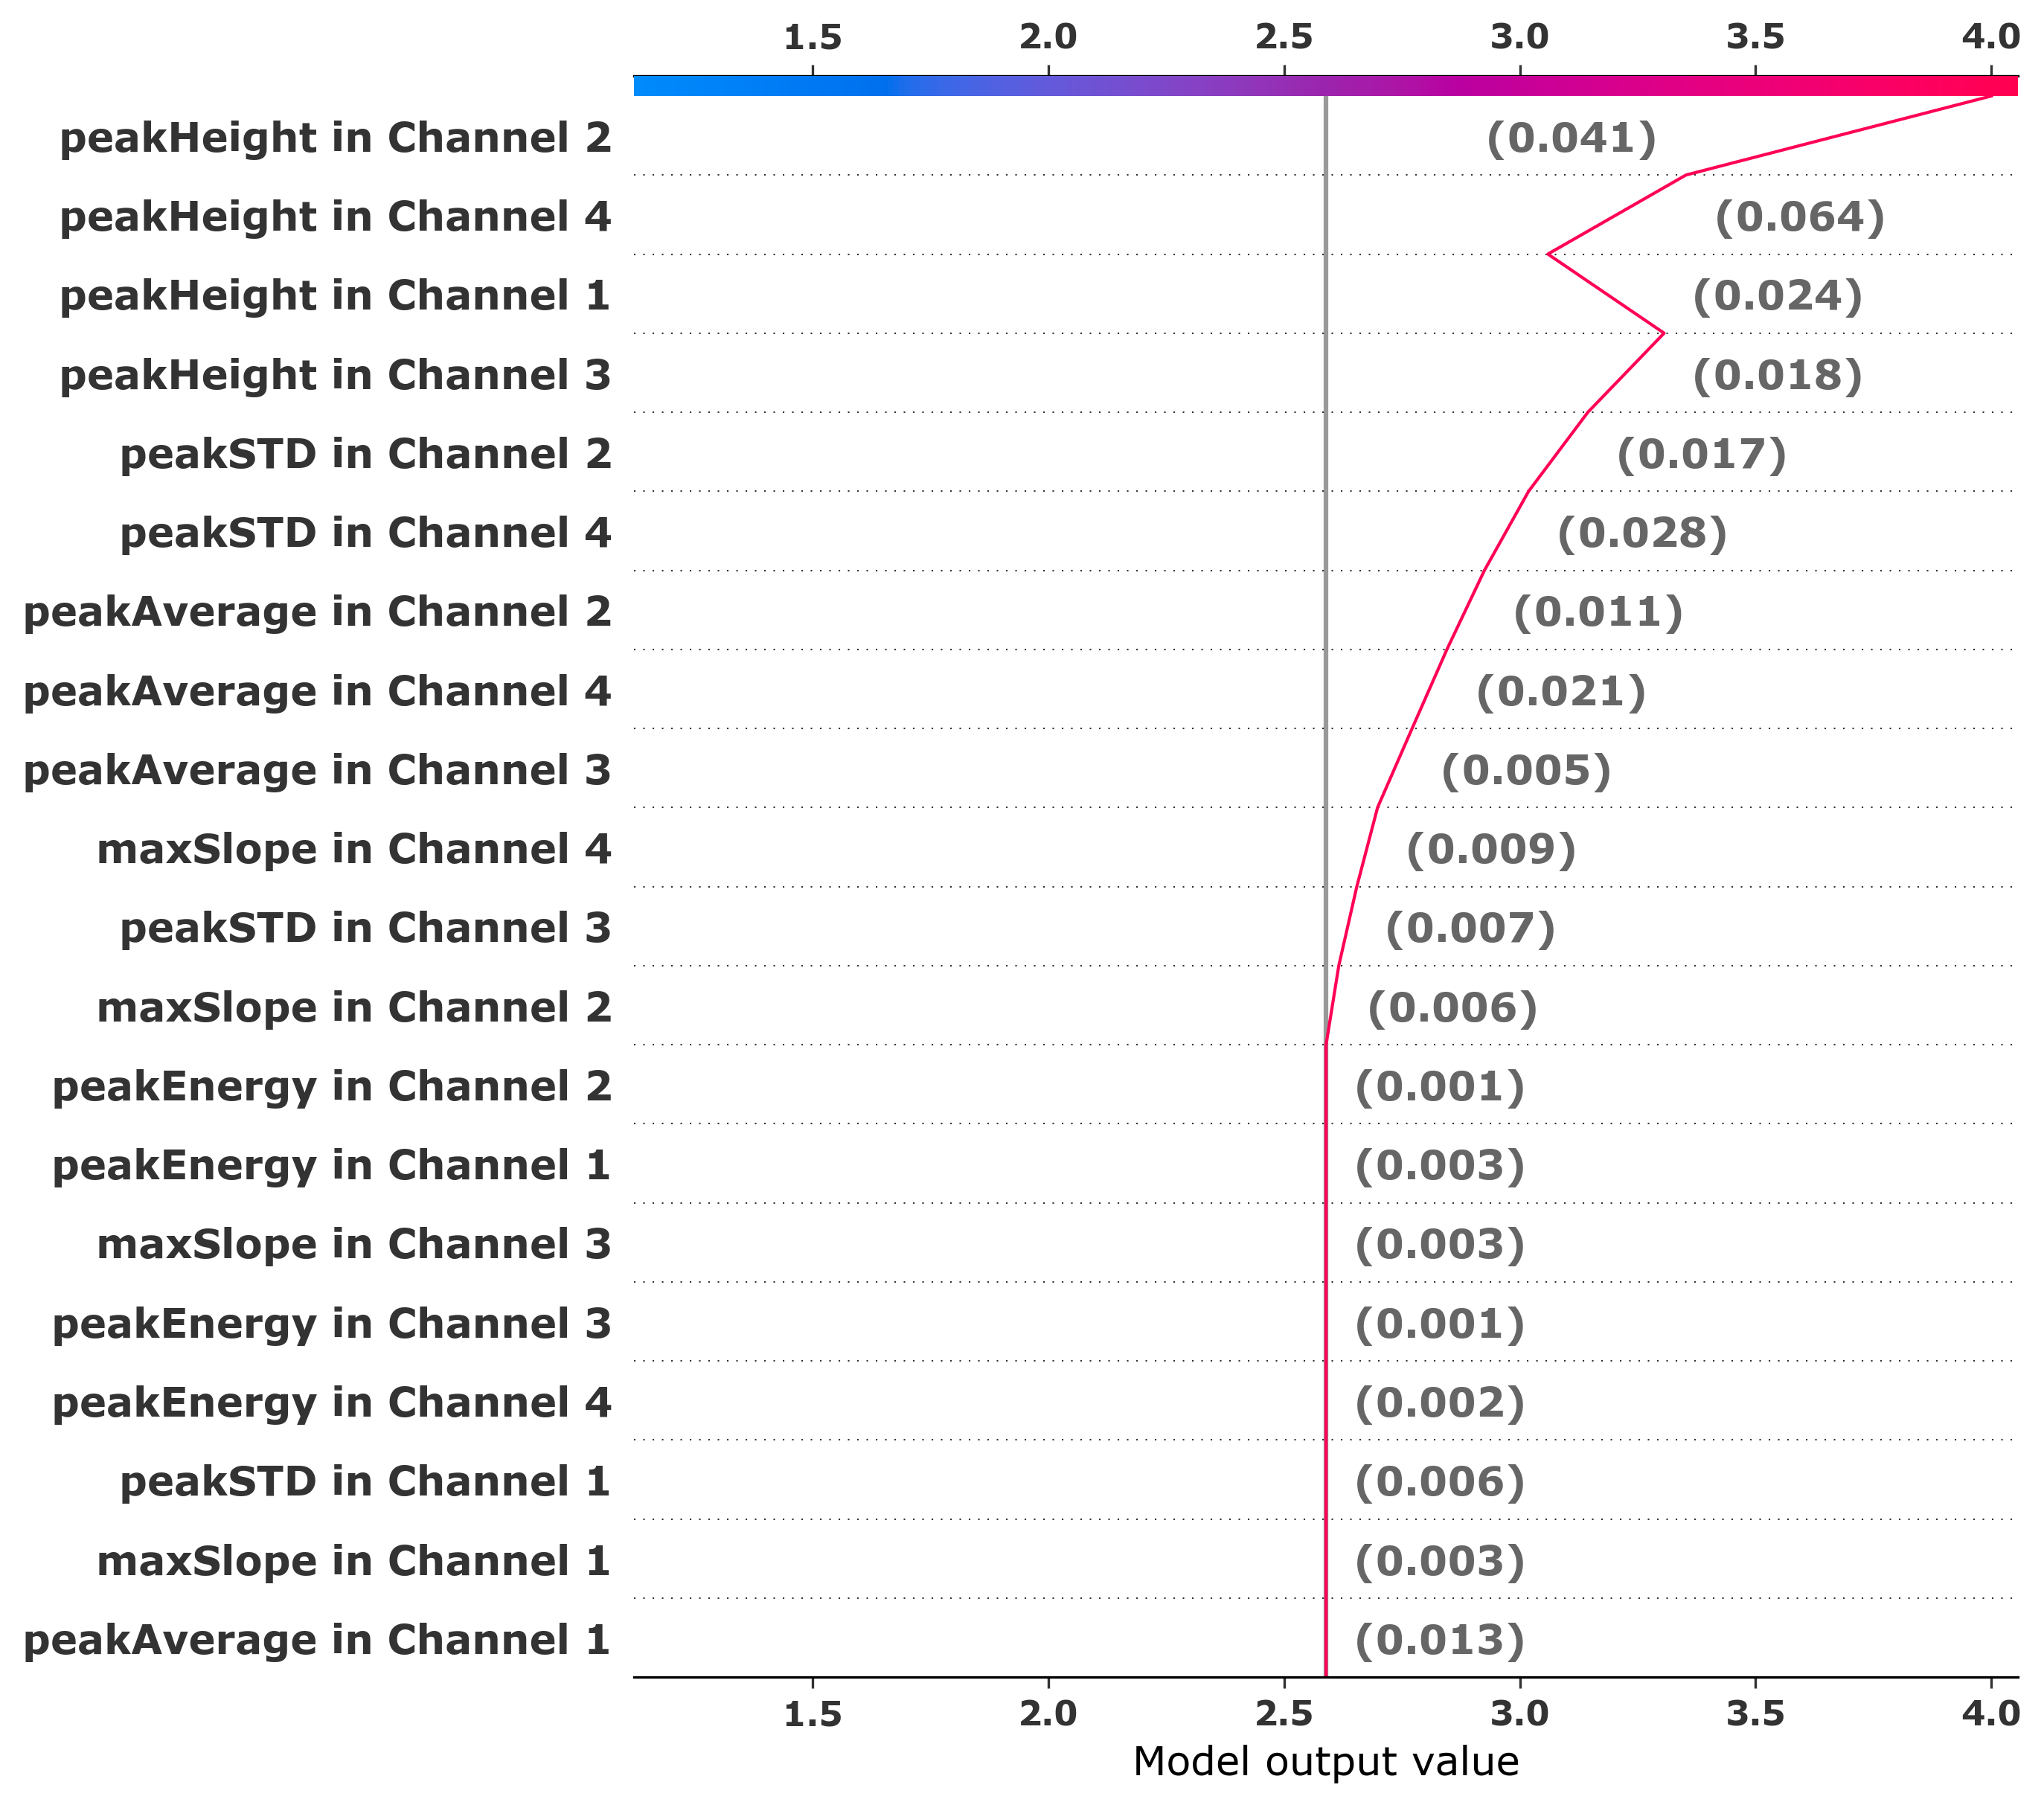 1.5 2.0 2.5 3.0 3.5 4.0
peakHeight in Channel 2 (0.041)
peakHeight in Channel 4 (0.064)
peakHeight in Channel 1 (0.024)
peakHeight in Channel 3 (0.018)
peakSTD in Channel 2 (0.017)
peakSTD in Channel 4 (0.028)
peakAverage in Channel 2 (0.011)
peakAverage in Channel 4 (0.021)
peakAverage in Channel 3 (0.005)
maxSlope in Channel 4 (0.009)
peakSTD in Channel 3 (0.007)
maxSlope in Channel 2 (0.006)
peakEnergy in Channel 2 (0.001)
peakEnergy in Channel 1 (0.003)
maxSlope in Channel 3 (0.003)
peakEnergy in Channel 3 (0.001)
peakEnergy in Channel 4 (0.002)
peakSTD in Channel 1 (0.006)
maxSlope in Channel 1 (0.003)
peakAverage in Channel 1 (0.013)
1.5 2.0 2.5 3.0 3.5 4.0
Model output value